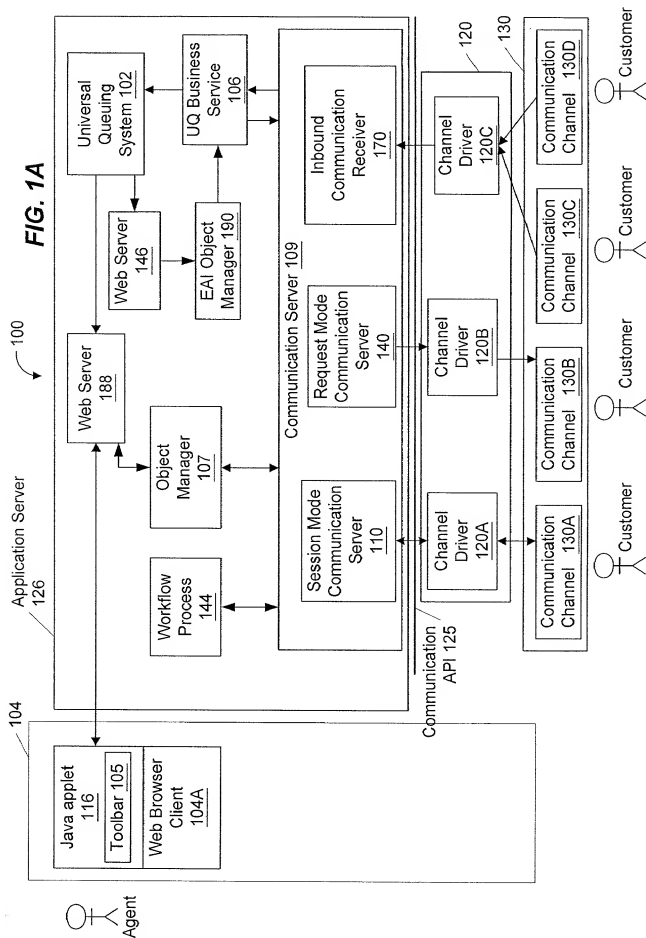 FIG. 1A
100
Application Server
126
104
Java applet
116
Toolbar 105
Web Browser
Client
104A
Agent
Web Server
188
Universal
Queuing
System 102
Web Server
146
EAI Object
Manager 190
UQ Business
Service
106
Workflow
Process
144
Object
Manager
107
Communication Server 109
Session Mode
Communication
Server
110
Request Mode
Communication
Server
140
Inbound
Communication
Receiver
170
Communication
API 125
120
Channel
Driver
120A
Channel
Driver
120B
Channel
Driver
120C
130
Communication
Channel 130A
Communication
Channel 130B
Communication
Channel 130C
Communication
Channel 130D
Customer
Customer
Customer
Customer